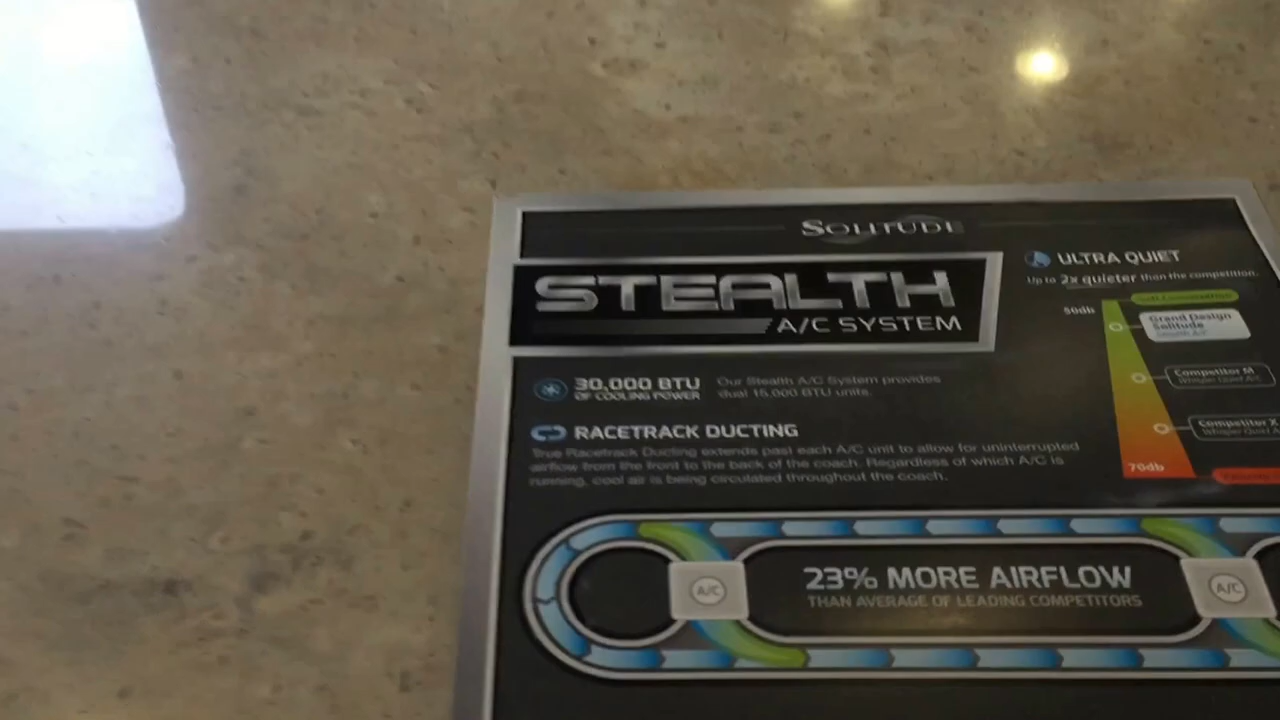 SOLITUDE
STEALTH
A/C SYSTEM
ULTRA QUIET
Up to 2x quieter than the competition.
50db
Grand Design
Solitude
Competitor M
Whisper Quiet A/C
Competitor X
Whisper Quiet A
70db
30,000 BTU
OF COOLING POWER
Our Stealth A/C System provides
dual 15,000 BTU units.
RACETRACK DUCTING
True Racetrack Ducting extends past each A/C unit to allow for uninterrupted
airflow from the front to the back of the coach. Regardless of which A/C is
running, cool air is being circulated throughout the coach.
A/C
23% MORE AIRFLOW
THAN AVERAGE OF LEADING COMPETITORS
A/C